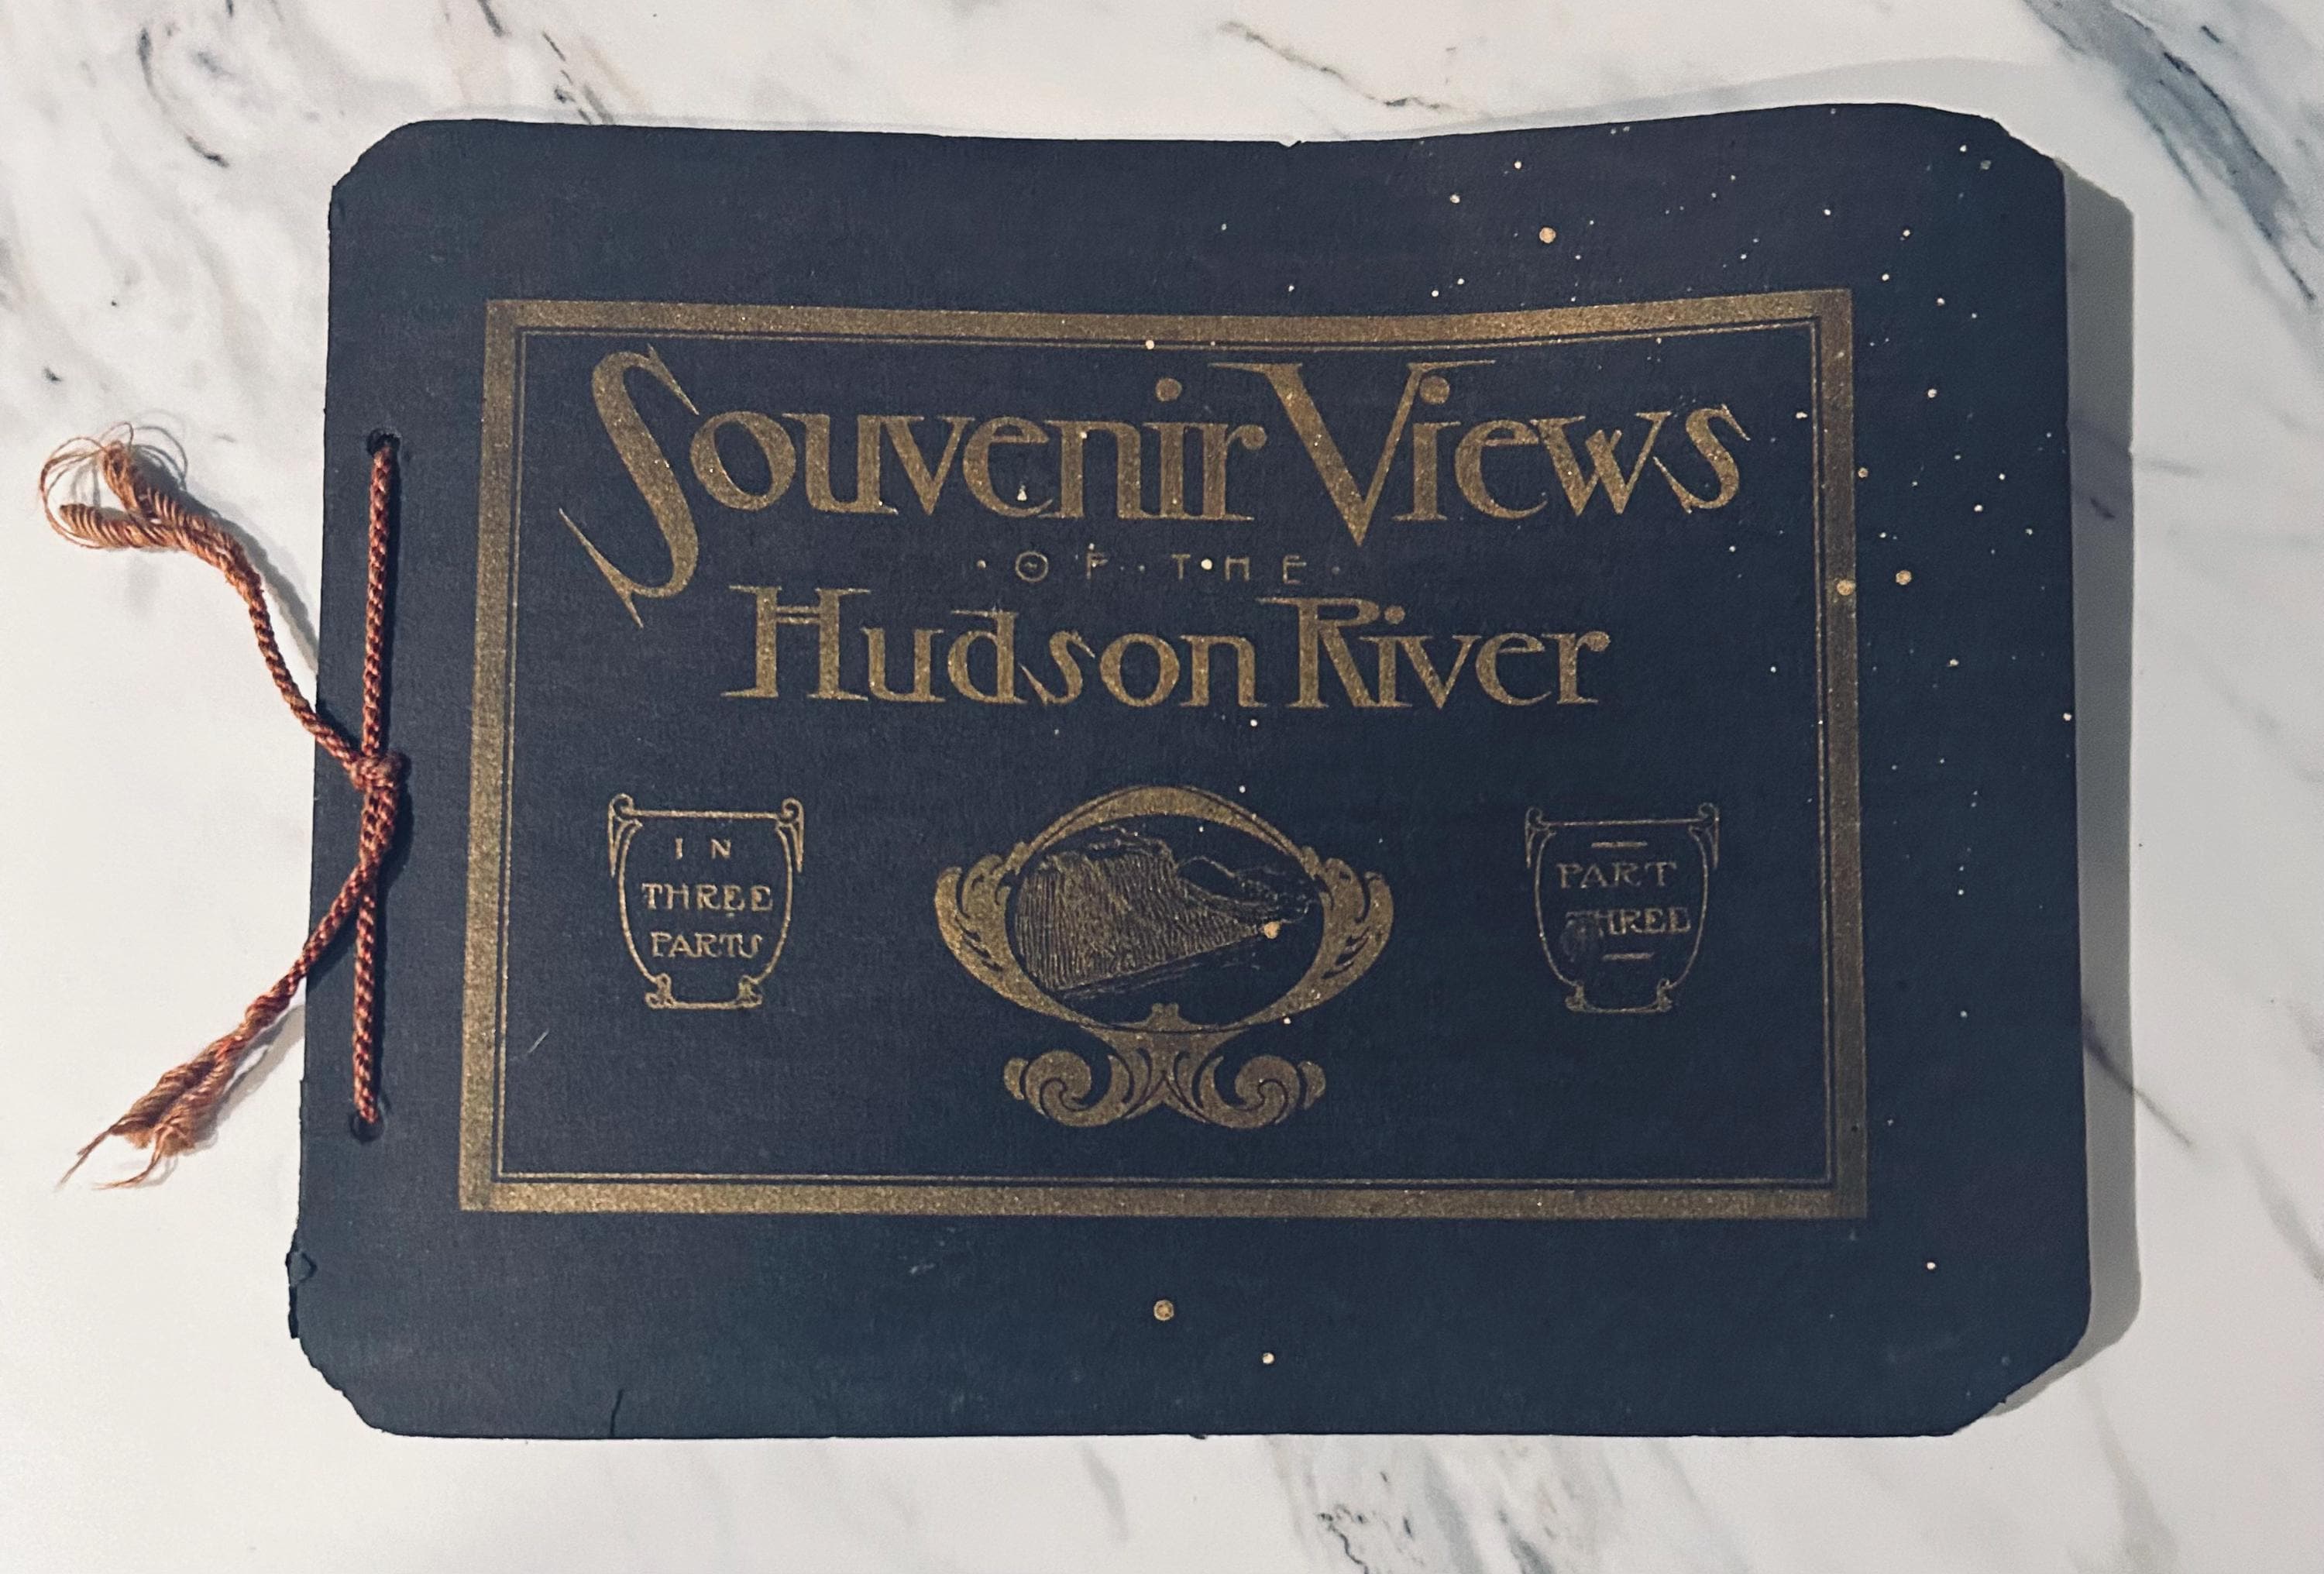 Souvenir Views
· OF · THE ·
Hudson River
IN
THREE
PARTS
PART
THREE